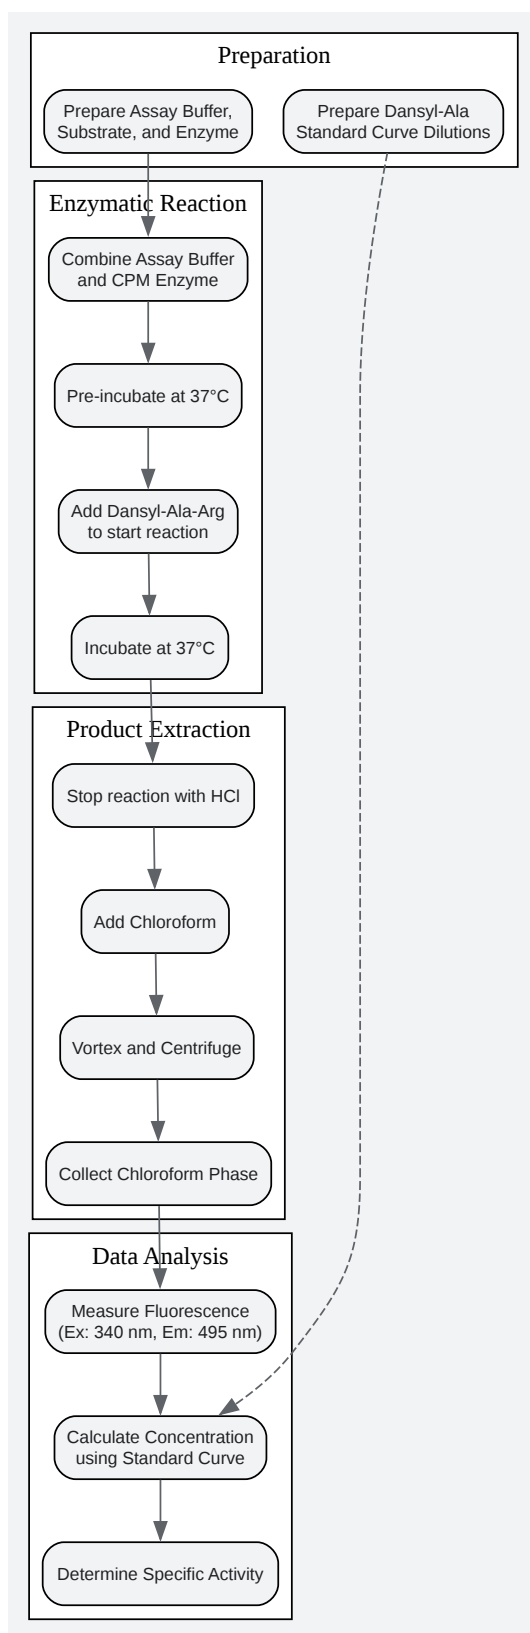 Preparation
Prepare Assay Buffer,
Substrate, and Enzyme
Prepare Dansyl-Ala
Standard Curve Dilutions
Enzymatic Reaction
Combine Assay Buffer
and CPM Enzyme
Pre-incubate at 37°C
Add Dansyl-Ala-Arg
to start reaction
Incubate at 37°C
Product Extraction
Stop reaction with HCl
Add Chloroform
Vortex and Centrifuge
Collect Chloroform Phase
Data Analysis
Measure Fluorescence
(Ex: 340 nm, Em: 495 nm)
Calculate Concentration
using Standard Curve
Determine Specific Activity